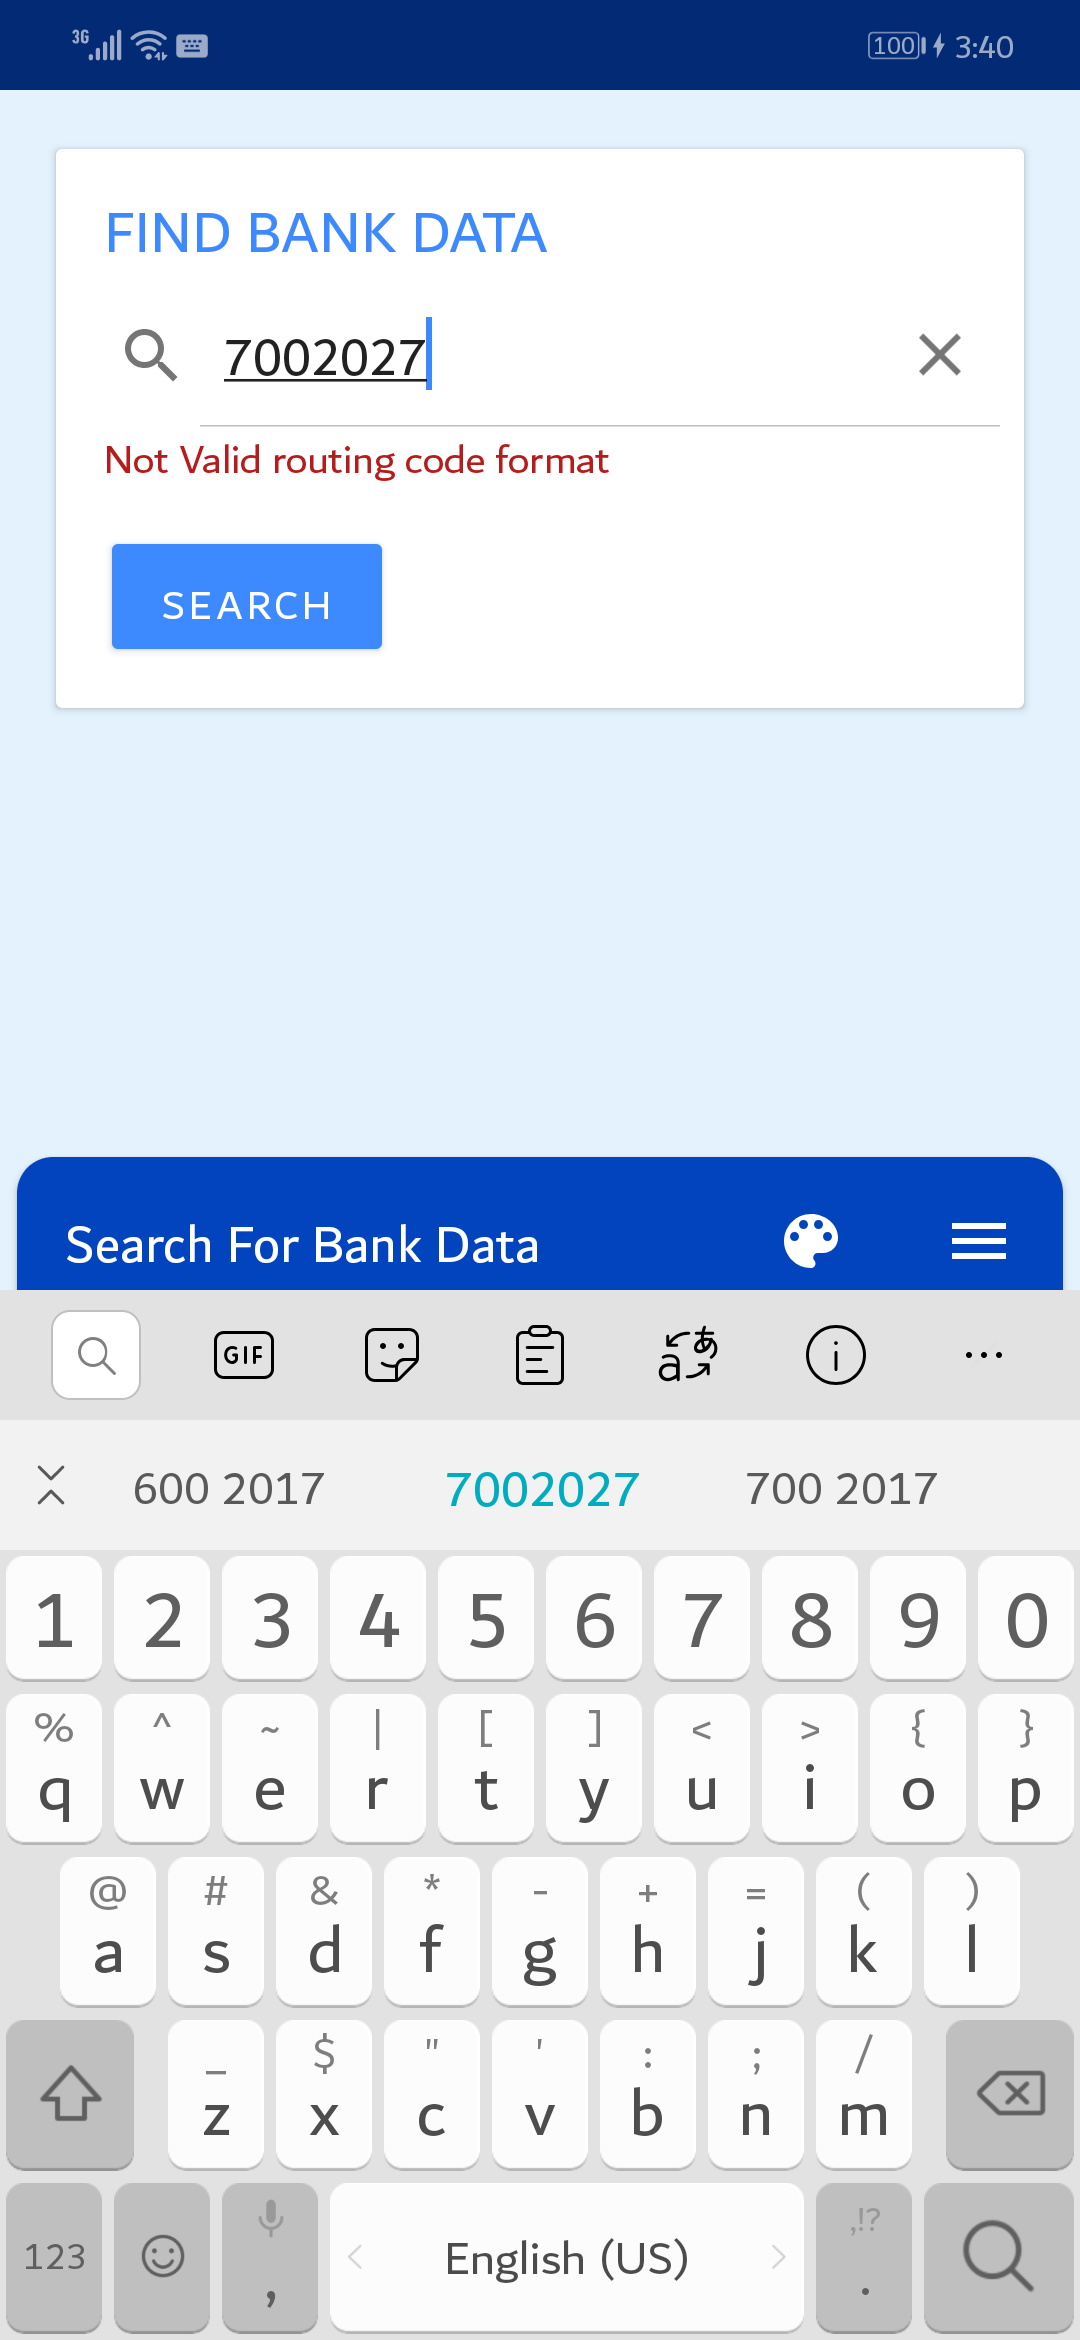 3G 100 3:40
FIND BANK DATA
7002027
Not Valid routing code format
SEARCH
Search For Bank Data
GIF a あ i ...
600 2017 7002027 700 2017
1 2 3 4 5 6 7 8 9 0
% ^ ~ | [ ] < > { }
q w e r t y u i o p
@ # & * - + = ( )
a s d f g h j k l
_ $ " ' : ; /
z x c v b n m
,!?
123 , < English (US) > .